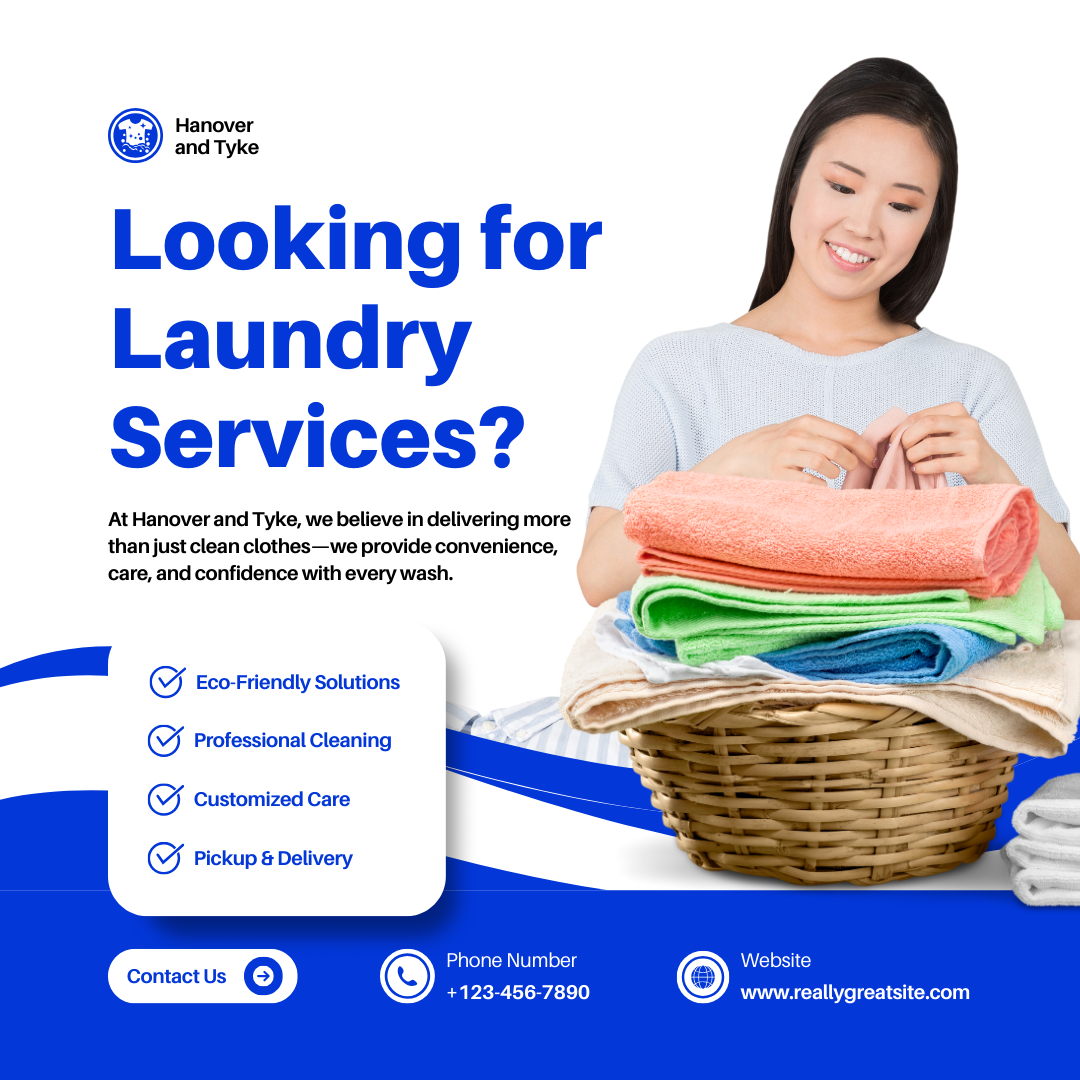 Hanover
and Tyke
Looking for
Laundry
Services?
At Hanover and Tyke, we believe in delivering more
than just clean clothes—we provide convenience,
care, and confidence with every wash.
Eco-Friendly Solutions
Professional Cleaning
Customized Care
Pickup & Delivery
Contact Us
Phone Number
+123-456-7890
Website
www.reallygreatsite.com